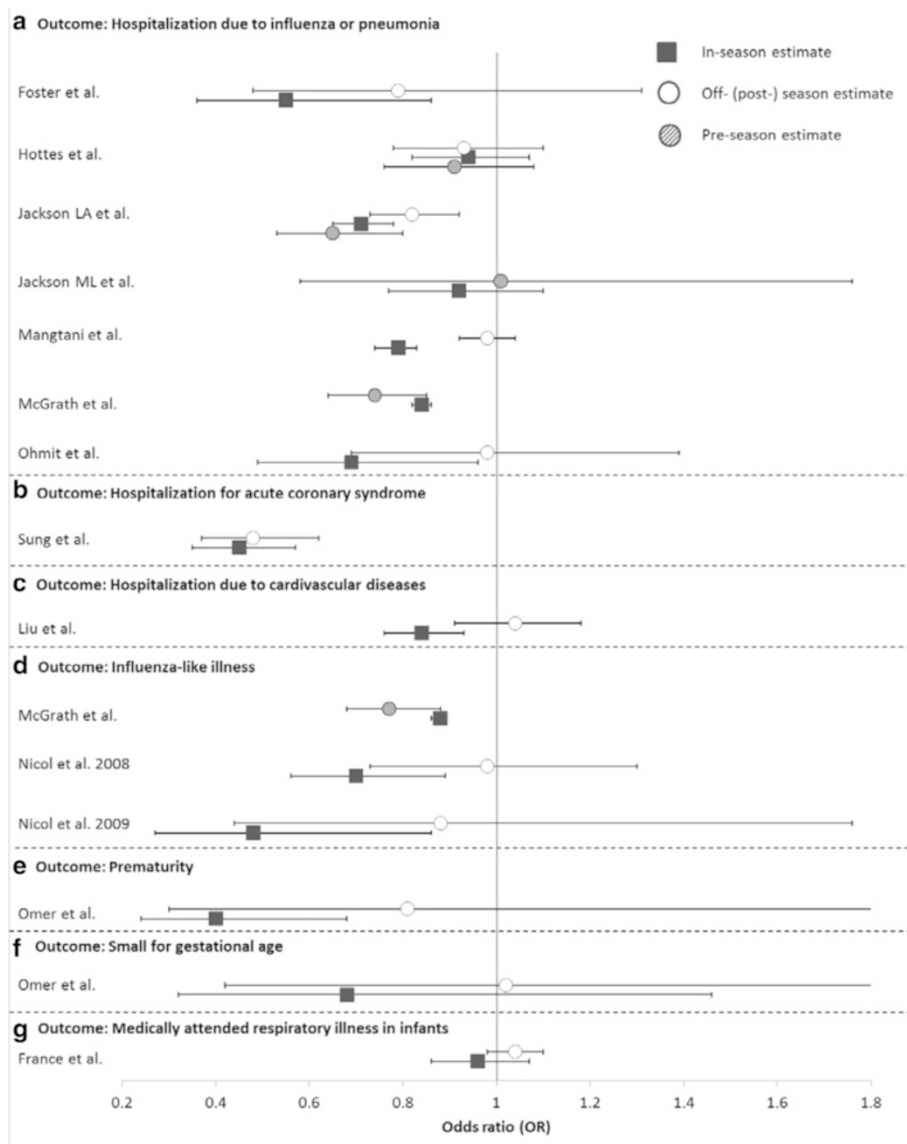 a Outcome: Hospitalization due to influenza or pneumonia
In-season estimate
Off- (post-) season estimate
Pre-season estimate
Foster et al.
Hottes et al.
Jackson LA et al.
Jackson ML et al.
Mangtani et al.
McGrath et al.
Ohmit et al.
b Outcome: Hospitalization for acute coronary syndrome
Sung et al.
c Outcome: Hospitalization due to cardivascular diseases
Liu et al.
d Outcome: Influenza-like illness
McGrath et al.
Nicol et al. 2008
Nicol et al. 2009
e Outcome: Prematurity
Omer et al.
f Outcome: Small for gestational age
Omer et al.
g Outcome: Medically attended respiratory illness in infants
France et al.
0.2 0.4 0.6 0.8 1 1.2 1.4 1.6 1.8
Odds ratio (OR)